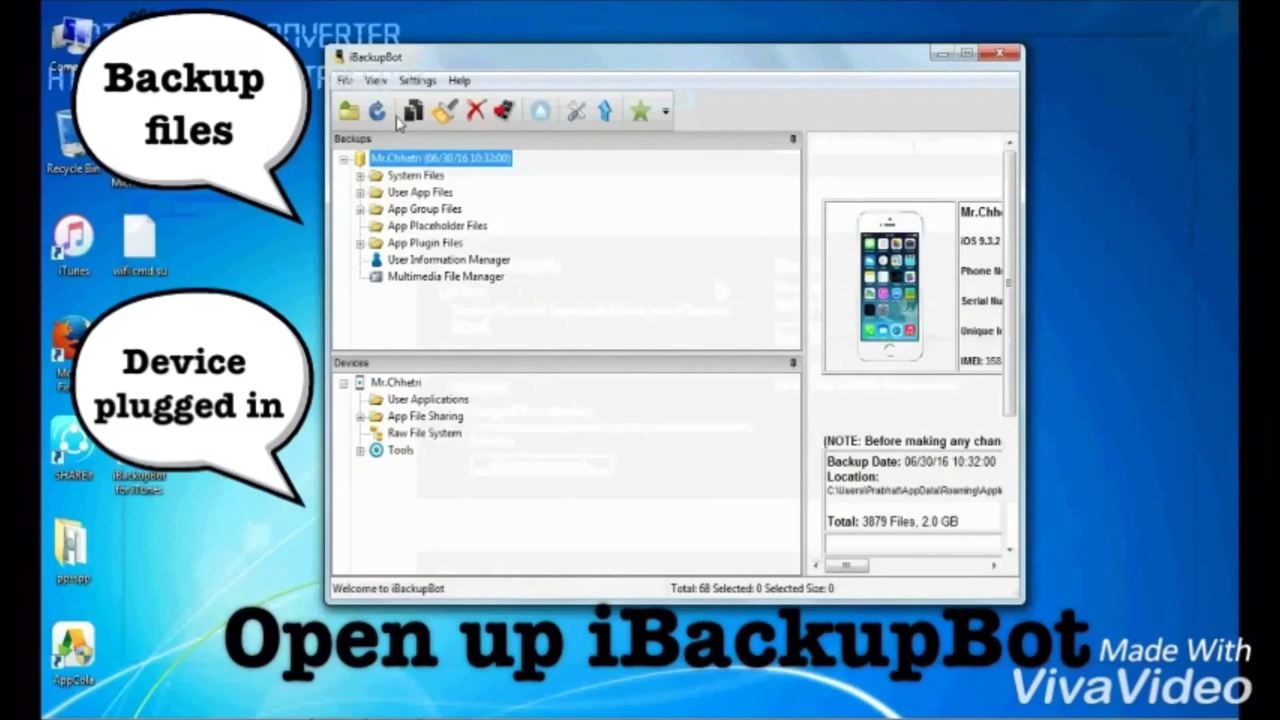 Backup
files
Recycle Bin
iTunes
wifi cmd su
Device
plugged in
SHAREit
iBackupBot
for iTunes
AppCola
iBackupBot
File View Settings Help
Backups
Mr.Chhetri (06/30/16 10:32:00)
System Files
User App Files
App Group Files
App Placeholder Files
App Plugin Files
User Information Manager
Multimedia File Manager
Devices
Mr.Chhetri
User Applications
App File Sharing
Raw File System
Tools
Mr.Chh
iOS 9.3.2
Phone N
Serial Nu
Unique I
IMEI: 358
(NOTE: Before making any chan
Backup Date: 06/30/16 10:32:00
Location:
C:\Users\Prabhat\AppData\Roaming\Appl
Total: 3879 Files, 2.0 GB
Welcome to iBackupBot
Total: 68 Selected: 0 Selected Size: 0
Open up iBackupBot
Made With
VivaVideo